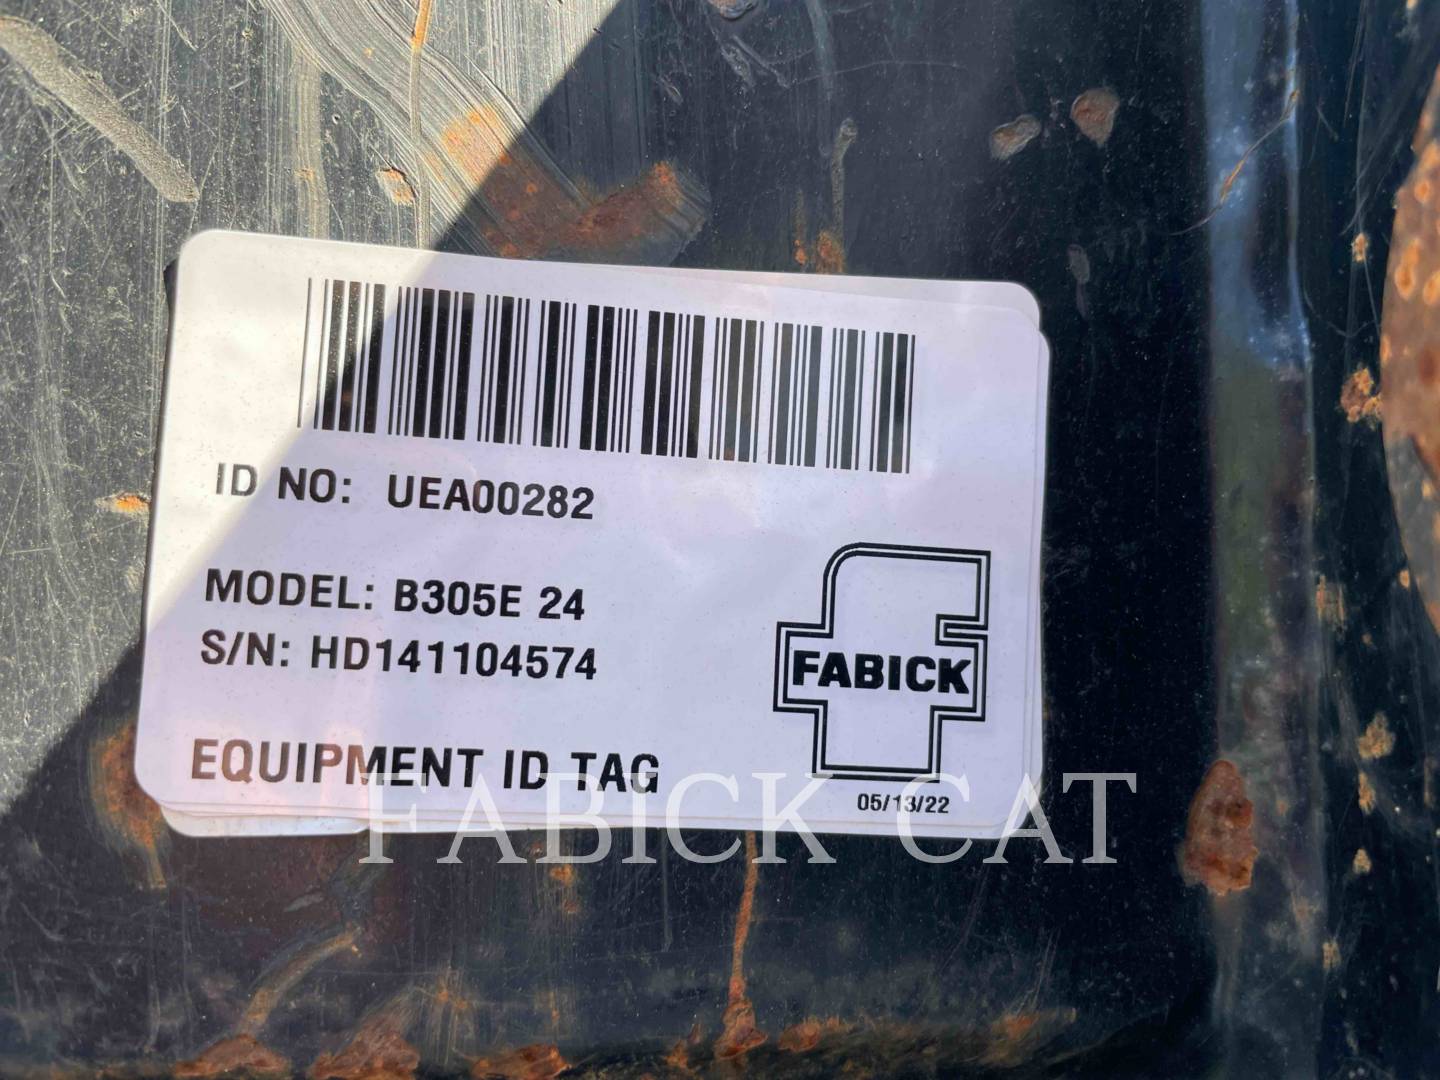 ID NO: UEA00282
MODEL: B305E 24
S/N: HD141104574
FABICK
EQUIPMENT ID TAG
05/13/22
FABICK CAT